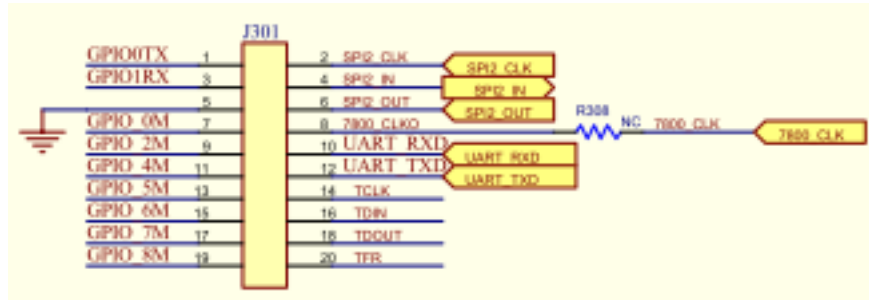 J301
GPIO0TX 1 2 SPI2_CLK SPI2_CLK
GPIO1RX 3 4 SPI2_IN SPI2_IN
5 6 SPI2_OUT SPI2_OUT
R308
GPIO_0M 7 8 7800_CLKO NC 7800_CLK 7800_CLK
GPIO_2M 9 10 UART_RXD UART_RXD
GPIO_4M 11 12 UART_TXD UART_TXD
GPIO_5M 13 14 TCLK
GPIO_6M 15 16 TDIN
GPIO_7M 17 18 TDOUT
GPIO_8M 19 20 TFR